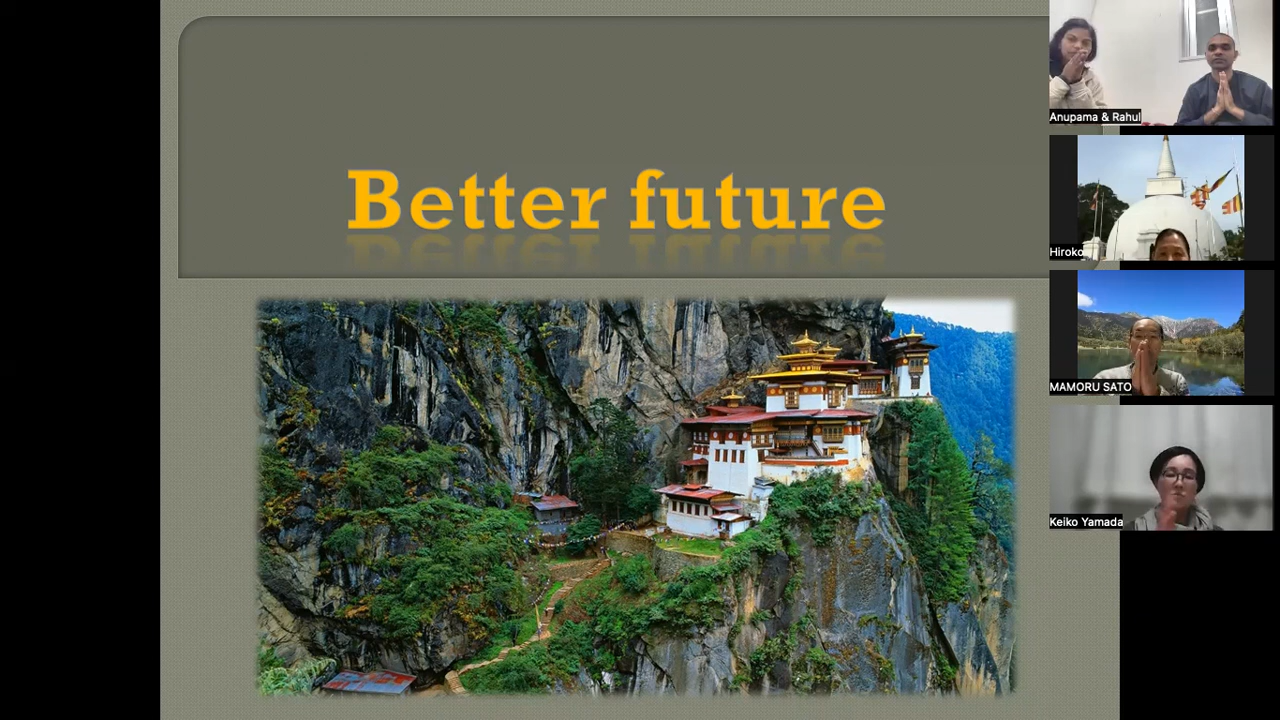 Better future
Anupama & Rahul
Hiroko
MAMORU SATO
Keiko Yamada